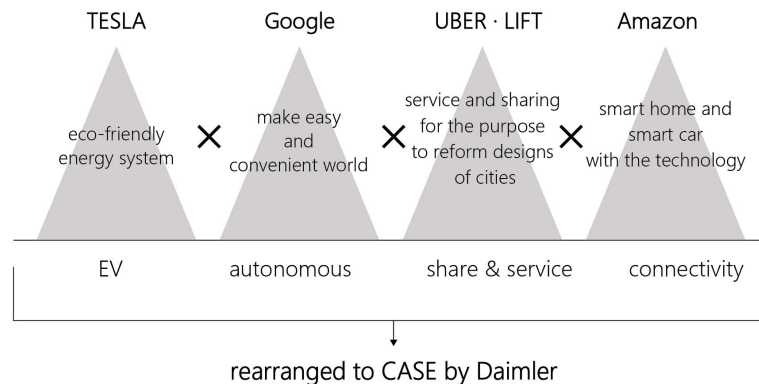 TESLA
Google
UBER · LIFT
Amazon
eco-friendly
energy system
×
make easy
and
convenient world
×
service and sharing
for the purpose
to reform designs
of cities
×
smart home and
smart car
with the technology
EV
autonomous
share & service
connectivity
rearranged to CASE by Daimler